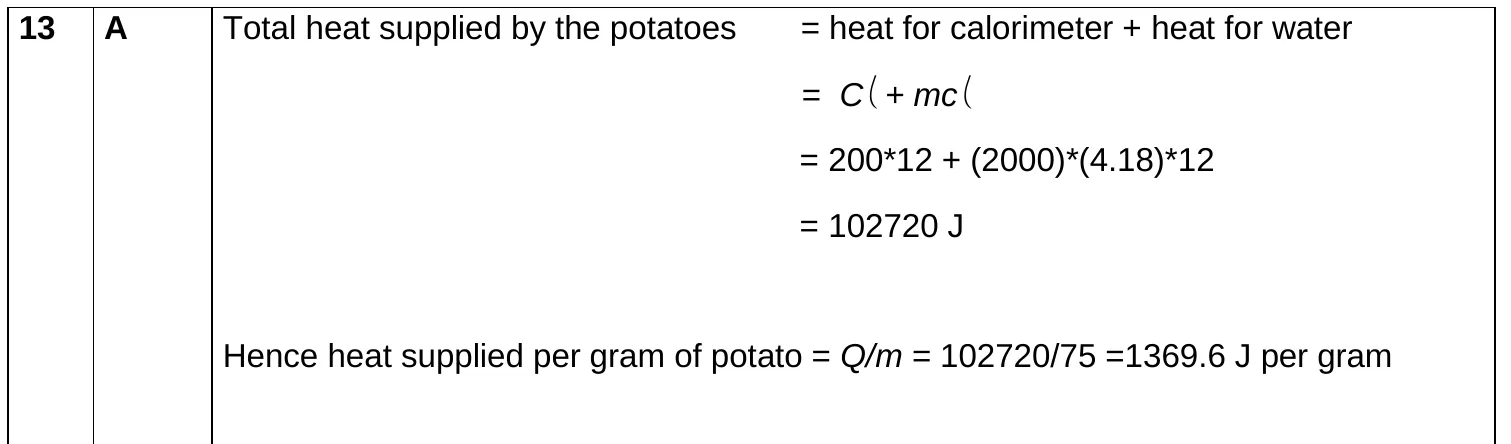 13 A Total heat supplied by the potatoes = heat for calorimeter + heat for water
= C( + mc(
= 200*12 + (2000)*(4.18)*12
= 102720 J
Hence heat supplied per gram of potato = Q/m = 102720/75 =1369.6 J per gram